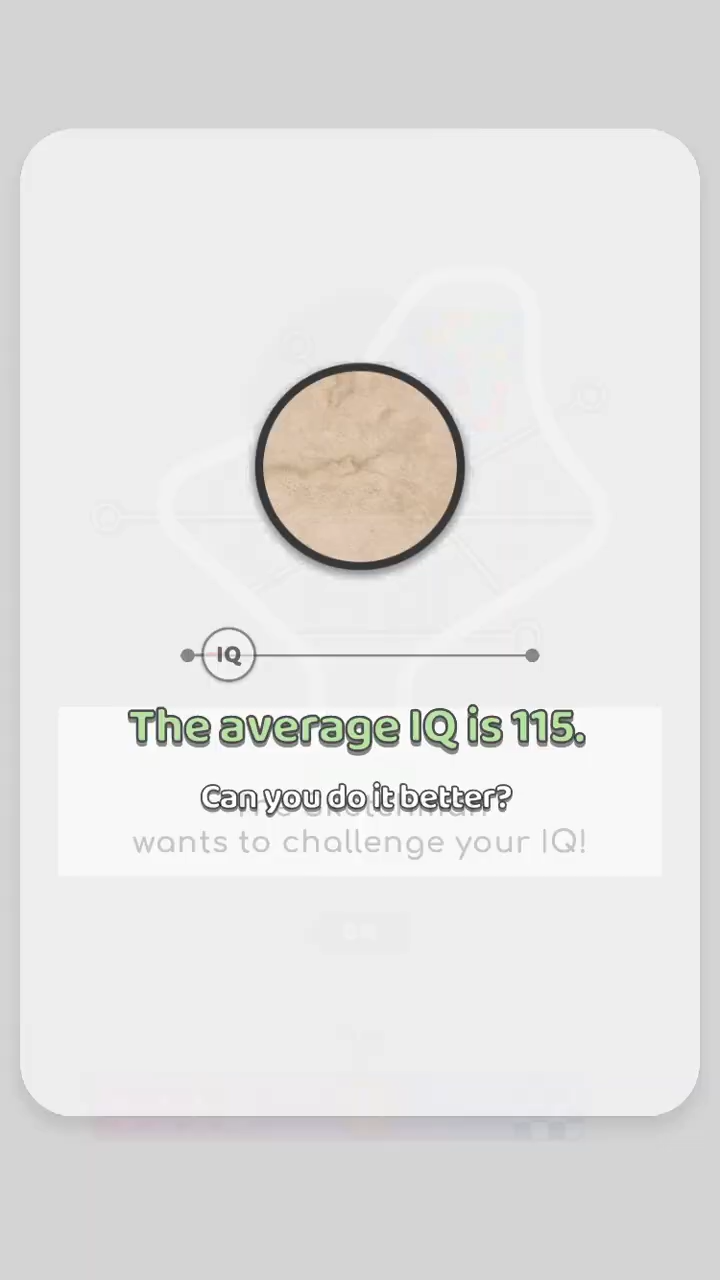 IQ
The average IQ is 115.
Can you do it better?
wants to challenge your IQ!